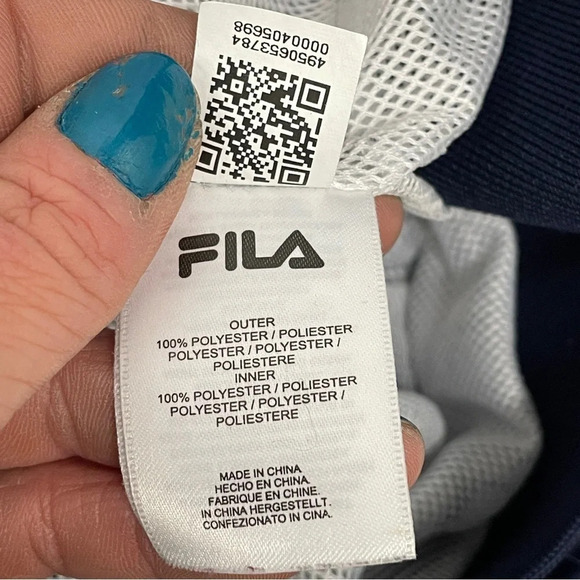 4950653784
0000405698
FILA
OUTER
100% POLYESTER / POLIESTER
POLYESTER / POLYESTER /
POLIESTERE
INNER
100% POLYESTER / POLIESTER
POLYESTER / POLYESTER /
POLIESTERE
MADE IN CHINA
HECHO EN CHINA.
FABRIQUE EN CHINE.
IN CHINA HERGESTELLT.
CONFEZIONATO IN CINA.